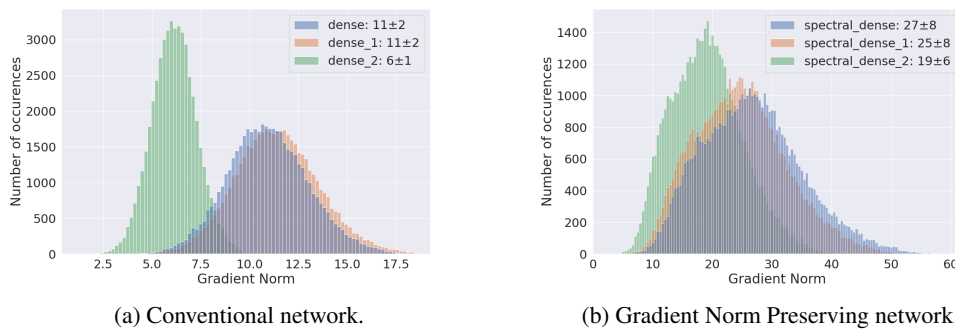 3000
2500
2000
1500
1000
500
0
Number of occurences
dense: 11±2
dense_1: 11±2
dense_2: 6±1
2.5 5.0 7.5 10.0 12.5 15.0 17.5
Gradient Norm
(a) Conventional network.
1400
1200
1000
800
600
400
200
0
Number of occurences
spectral_dense: 27±8
spectral_dense_1: 25±8
spectral_dense_2: 19±6
0 10 20 30 40 50 60
Gradient Norm
(b) Gradient Norm Preserving network